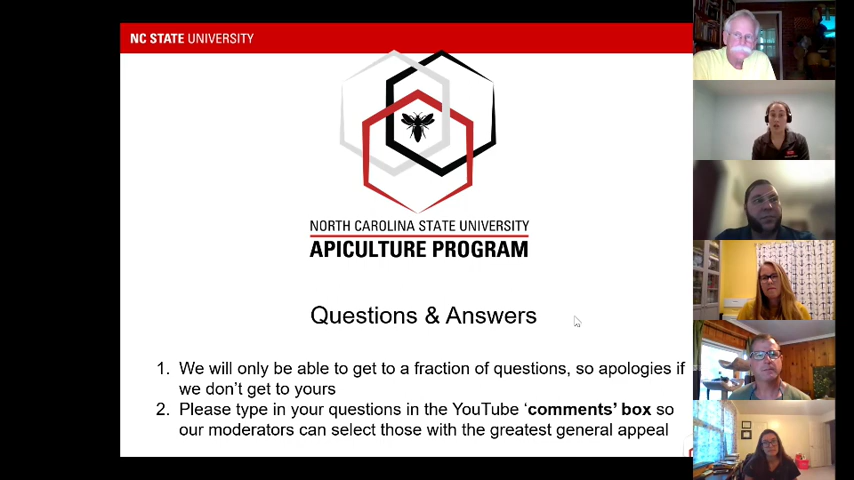 NC STATE UNIVERSITY
NORTH CAROLINA STATE UNIVERSITY
APICULTURE PROGRAM
Questions & Answers
1. We will only be able to get to a fraction of questions, so apologies if
we don't get to yours
2. Please type in your questions in the YouTube 'comments' box so
our moderators can select those with the greatest general appeal